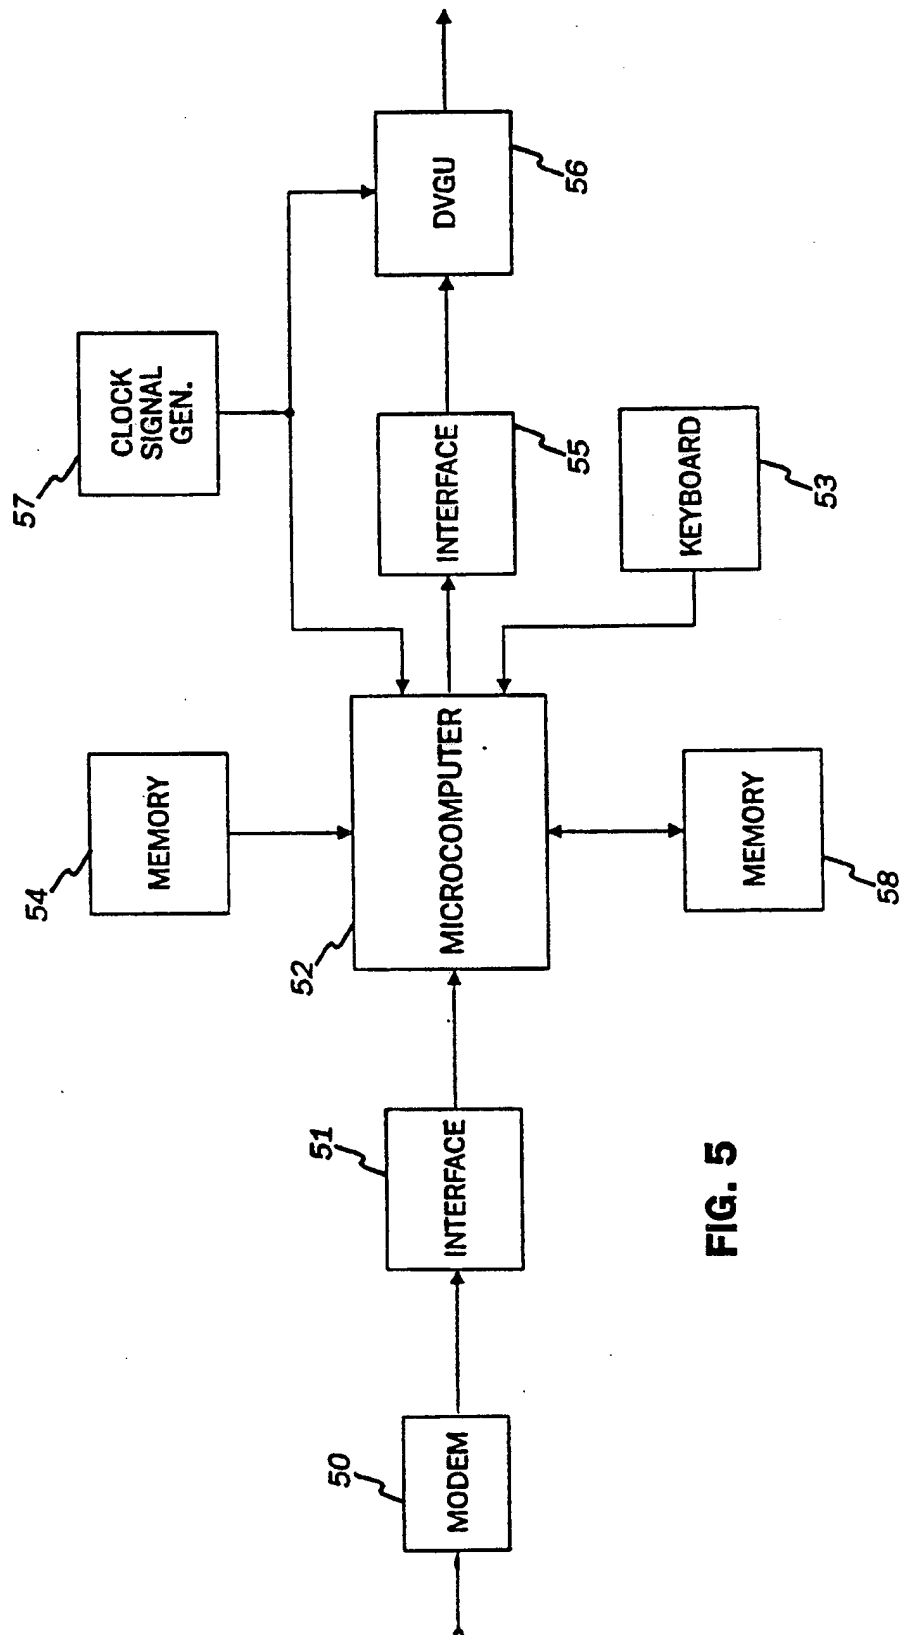 57
CLOCK
SIGNAL
GEN.
54
MEMORY
50
MODEM
51
INTERFACE
52
MICROCOMPUTER
INTERFACE
55
DVGU
56
MEMORY
58
KEYBOARD
53
FIG. 5